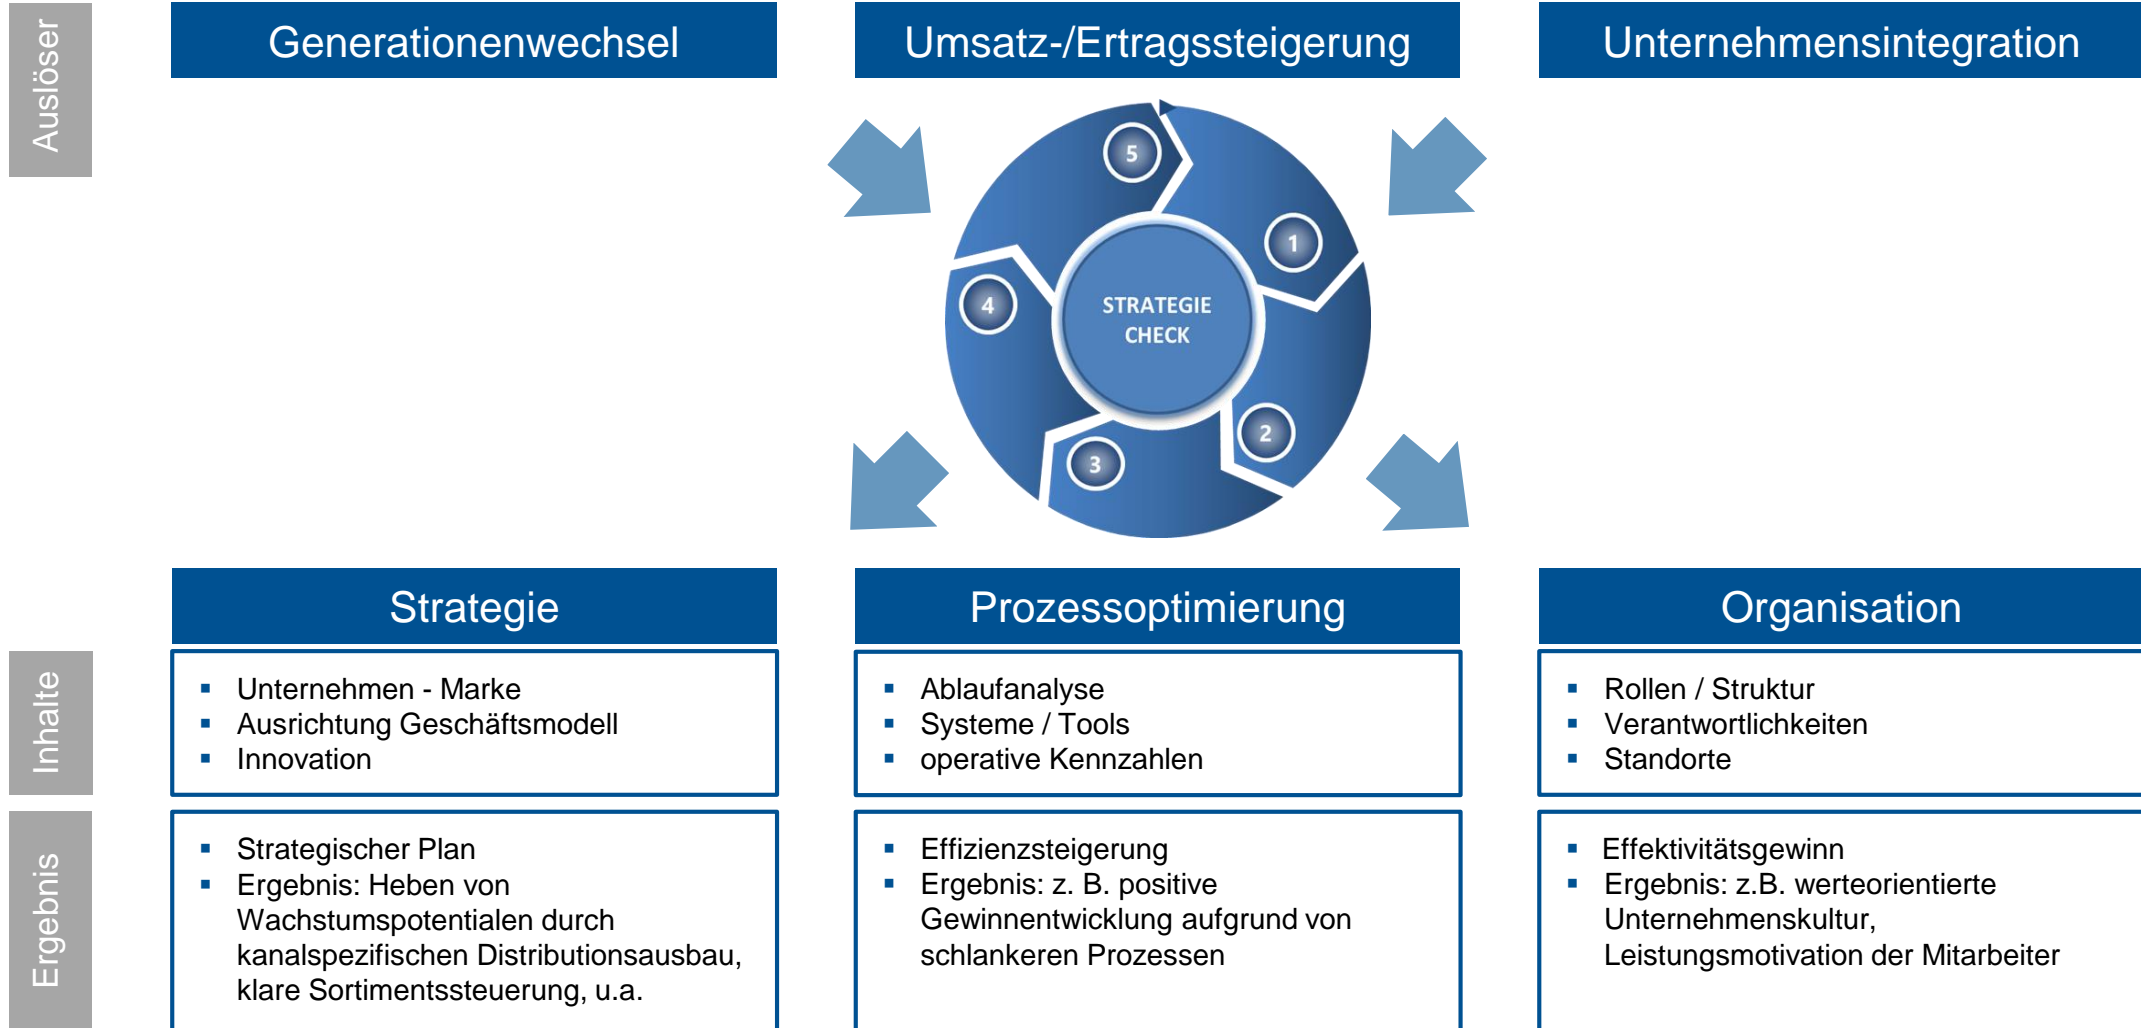 Auslöser
Generationenwechsel
Umsatz-/Ertragssteigerung
Unternehmensintegration
5
1
4
STRATEGIE
CHECK
2
3
Strategie
Prozessoptimierung
Organisation
Inhalte
▪ Unternehmen - Marke
▪ Ausrichtung Geschäftsmodell
▪ Innovation
▪ Ablaufanalyse
▪ Systeme / Tools
▪ operative Kennzahlen
▪ Rollen / Struktur
▪ Verantwortlichkeiten
▪ Standorte
Ergebnis
▪ Strategischer Plan
▪ Ergebnis: Heben von
Wachstumspotentialen durch
kanalspezifischen Distributionsausbau,
klare Sortimentssteuerung, u.a.
▪ Effizienzsteigerung
▪ Ergebnis: z. B. positive
Gewinnentwicklung aufgrund von
schlankeren Prozessen
▪ Effektivitätsgewinn
▪ Ergebnis: z.B. werteorientierte
Unternehmenskultur,
Leistungsmotivation der Mitarbeiter